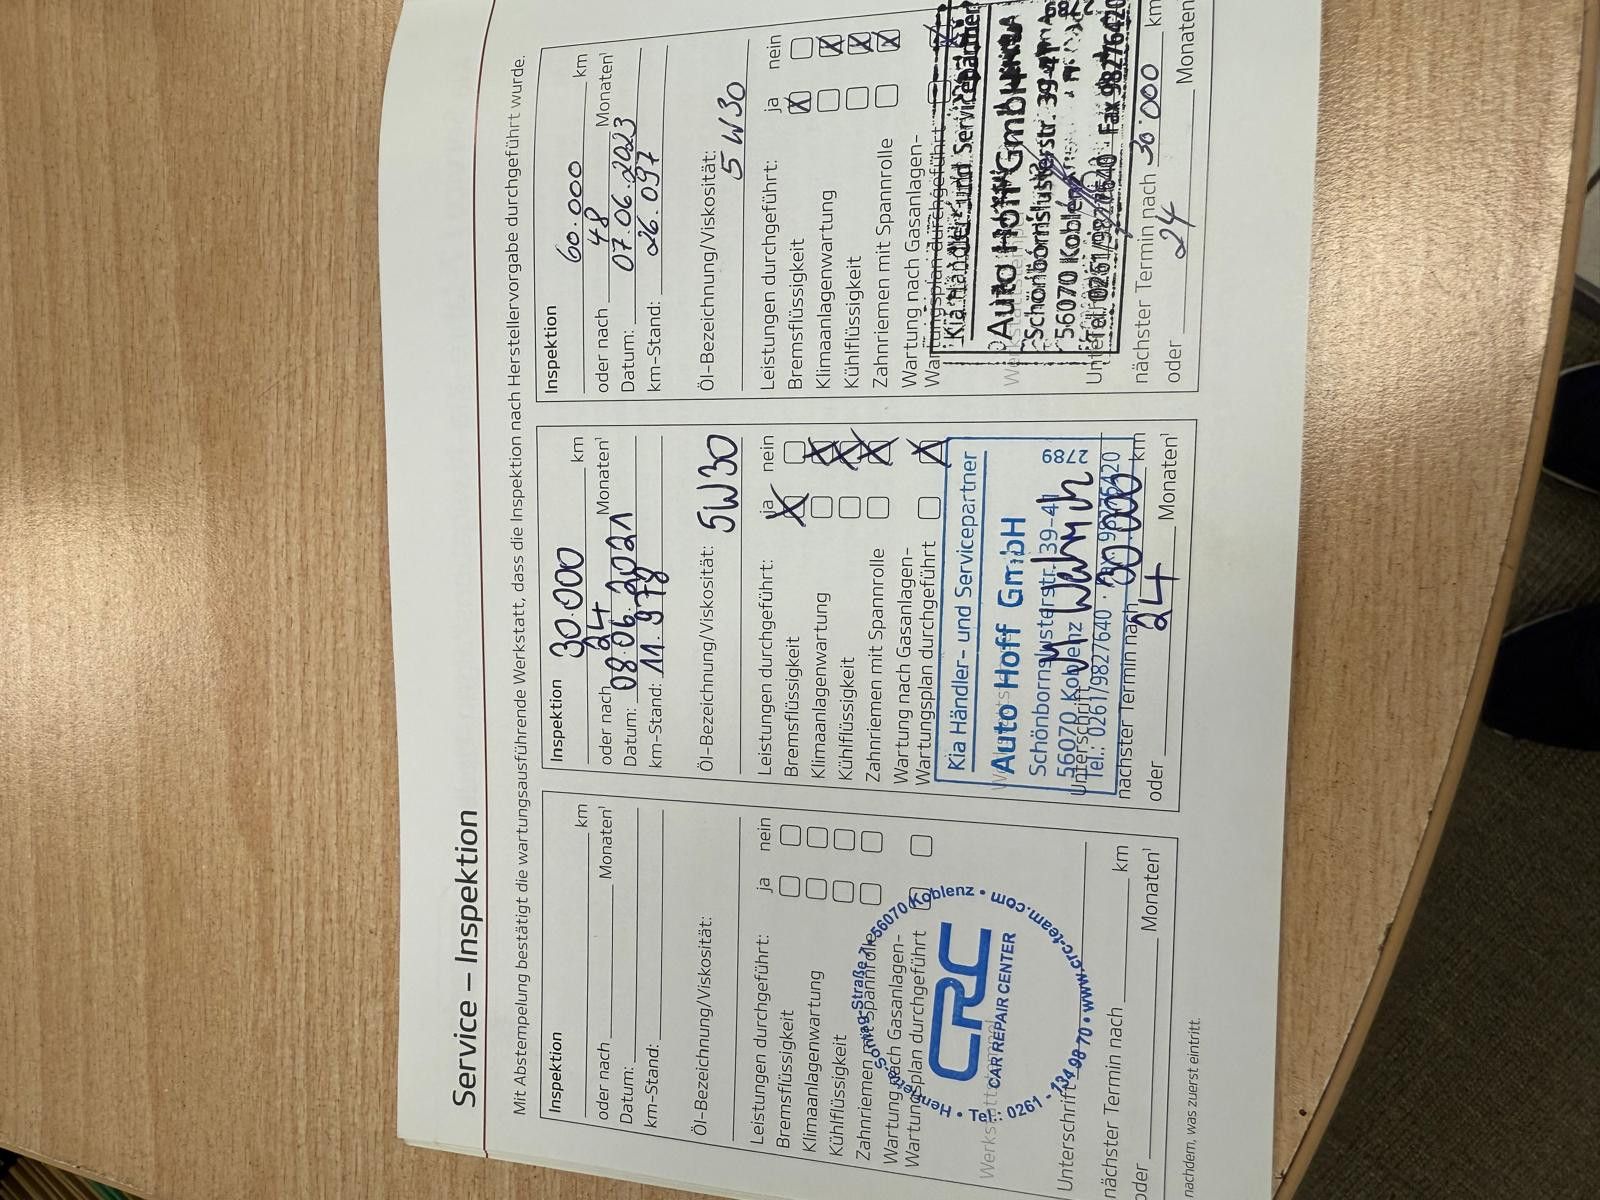 Service – Inspektion
Mit Abstempelung bestätigt die wartungsausführende Werkstatt, dass die Inspektion nach Herstellervorgabe durchgeführt wurde.
Inspektion
km
oder nach Monaten¹
Datum:
km-Stand:
Öl-Bezeichnung/Viskosität:
Leistungen durchgeführt: ja nein
Bremsflüssigkeit
Klimaanlagenwartung
Kühlflüssigkeit
Zahnriemen mit Spannrolle
Wartung nach Gasanlagen-
Wartungsplan durchgeführt
56070 Koblenz • www.crc-team.com •
CRC
CAR REPAIR CENTER
Tel.: 0261 - 134 98 70
Unterschrift
nächster Termin nach km
oder Monaten¹
nachdem, was zuerst eintritt.
Inspektion
30.000 km
oder nach 24 Monaten¹
Datum: 08.06.2021
km-Stand: 11.978
Öl-Bezeichnung/Viskosität:
5W30
Leistungen durchgeführt: ja nein
Bremsflüssigkeit X
Klimaanlagenwartung X
Kühlflüssigkeit X
Zahnriemen mit Spannrolle X
Wartung nach Gasanlagen-
Wartungsplan durchgeführt X
Kia Händler- und Servicepartner
Auto Hoff GmbH
Schönbornslusterstr. 39-41 2789
56070 Koblenz
Unterschrift
Tel.: 0261/9827640
nächster Termin nach 30.000 km
oder 24 Monaten¹
Inspektion
60.000 km
oder nach 48 Monaten¹
Datum: 07.06.2023
km-Stand: 26.097
Öl-Bezeichnung/Viskosität:
5W30
Leistungen durchgeführt: ja nein
Bremsflüssigkeit X
Klimaanlagenwartung X
Kühlflüssigkeit X
Zahnriemen mit Spannrolle X
Wartung nach Gasanlagen-
Wartungsplan durchgeführt X
Kia Händler- und Servicepartner
Auto Hoff GmbH
Schönbornslusterstr. 39-41 2789
56070 Koblenz
Tel. 0261/9827640 Fax 98276420
nächster Termin nach 30.000 km
oder 24 Monaten¹